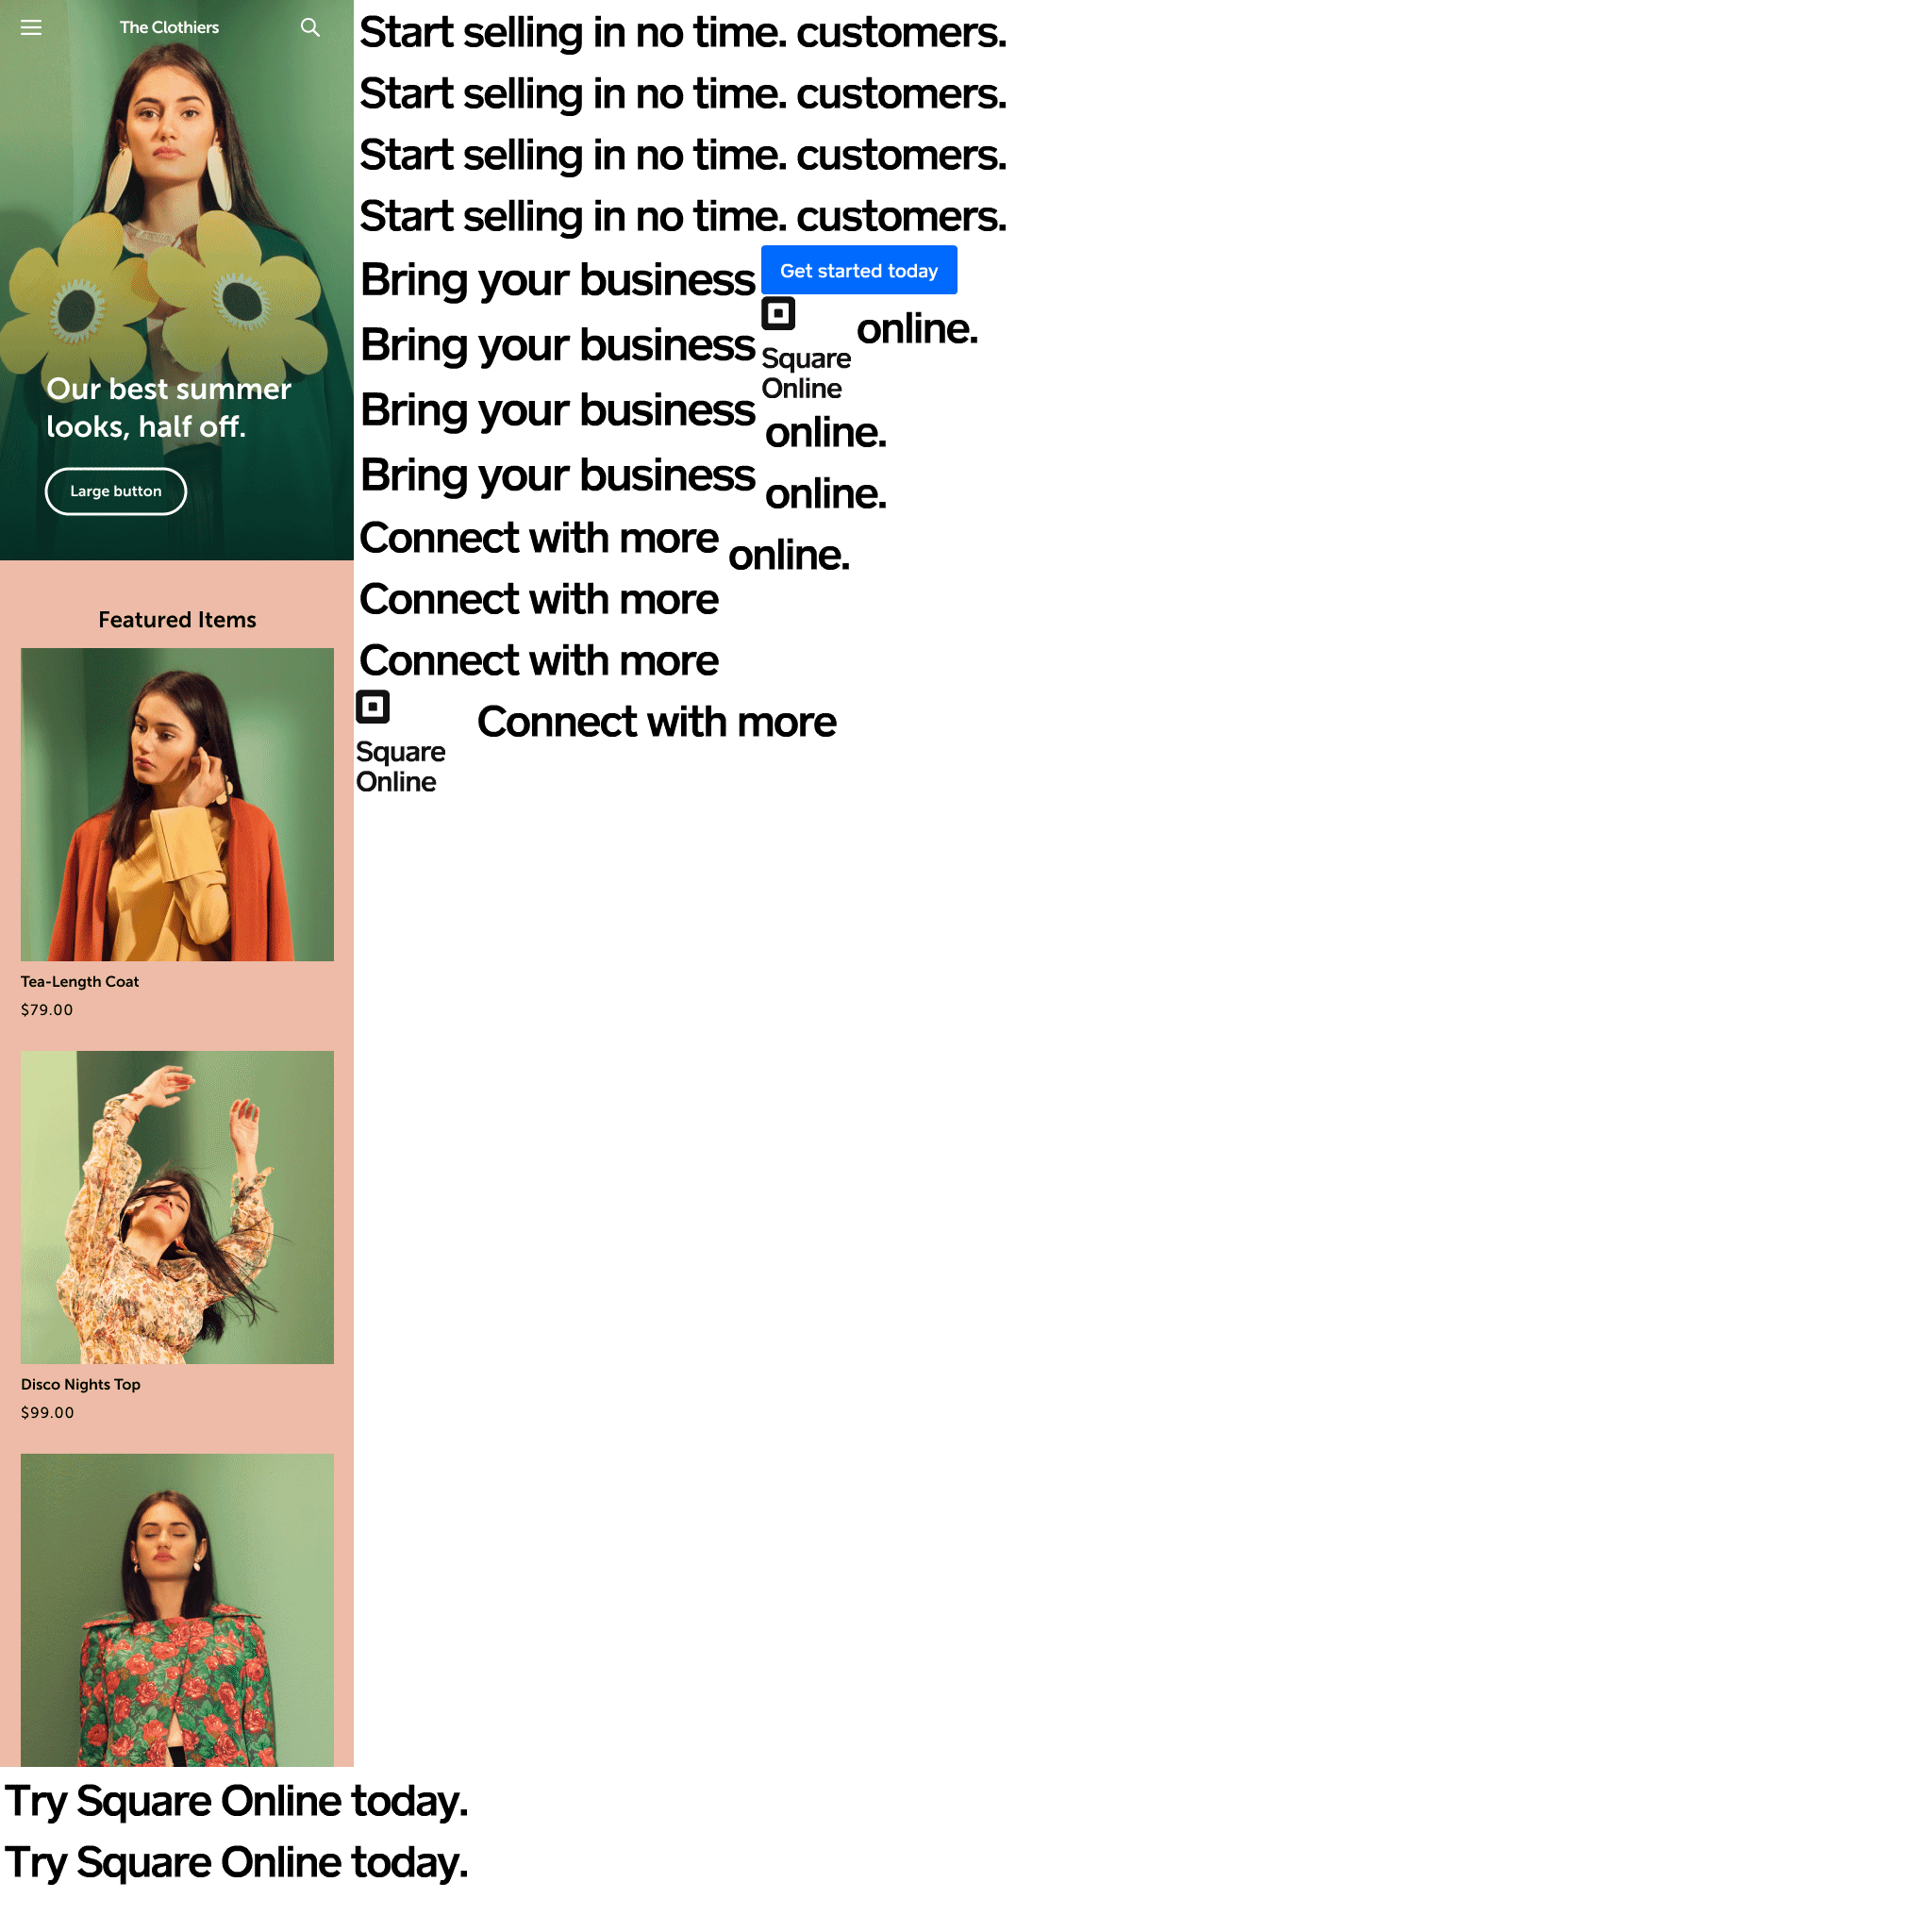 The Clothiers
Our best summer
looks, half off.
Large button
Featured Items
Tea-Length Coat
$79.00
Disco Nights Top
$99.00
Start selling in no time. customers.
Start selling in no time. customers.
Start selling in no time. customers.
Start selling in no time. customers.
Bring your business
Get started today
Bring your business
Square
Online
online.
Bring your business
online.
Bring your business
online.
Connect with more
online.
Connect with more
Connect with more
Square
Online
Connect with more
Try Square Online today.
Try Square Online today.